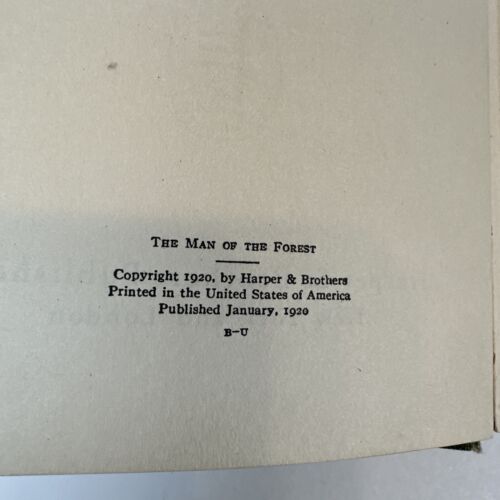 The Man of the Forest
Copyright 1920, by Harper & Brothers
Printed in the United States of America
Published January, 1920
B-U